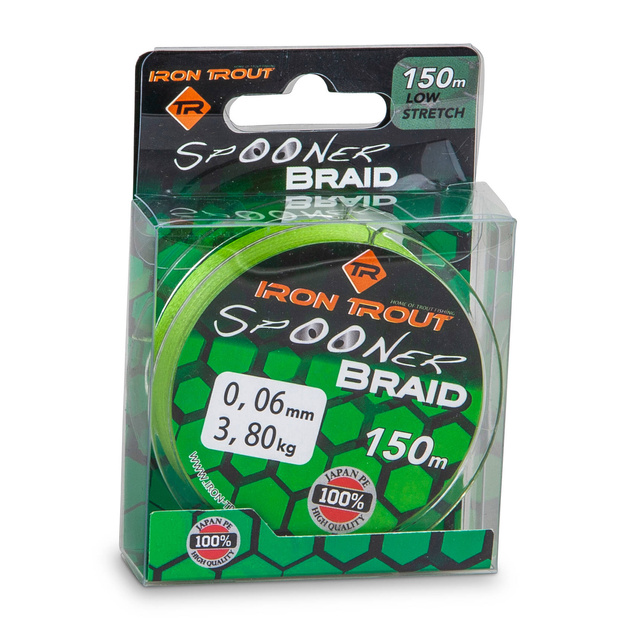 IRON TROUT
TR
150m
LOW
STRETCH
SPOONER
BRAID
TR
HOME OF TROUT FISHING
IRON TROUT
SPOONER
BRAID
0,06mm
3,80kg
150m
JAPAN PE
100%
HIGH QUALITY
JAPAN PE
100%
HIGH QUALITY